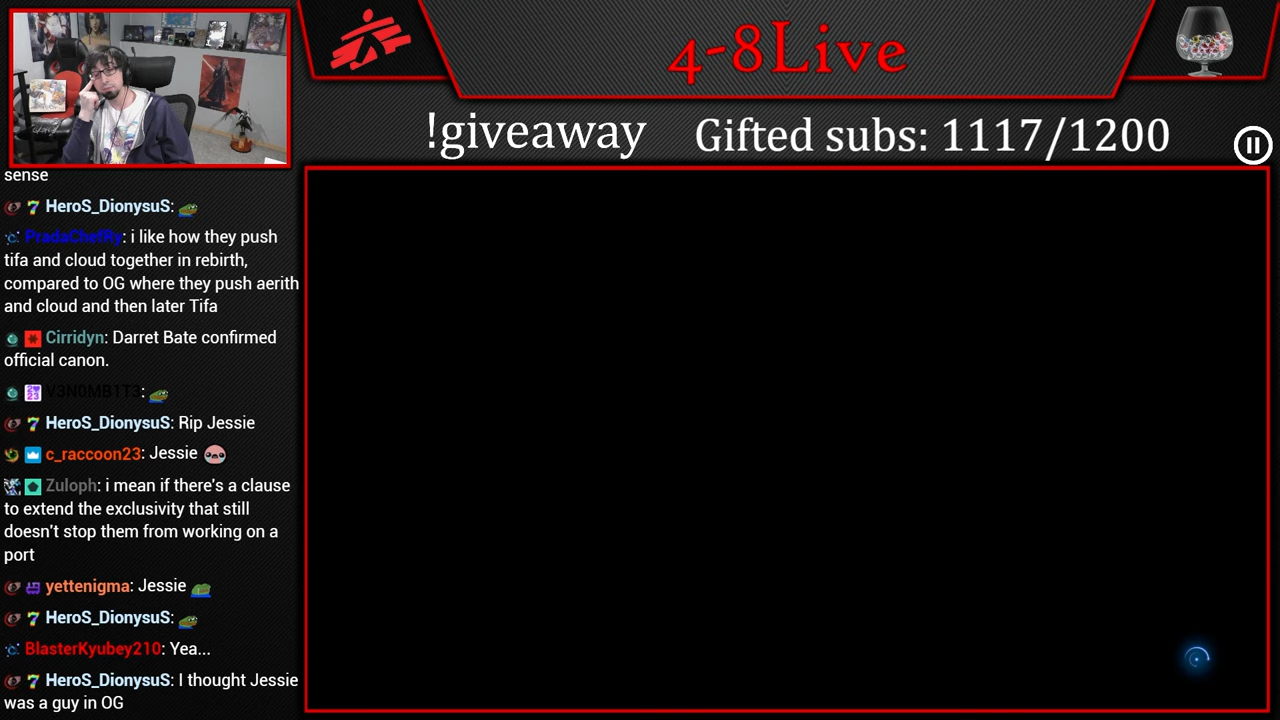 4-8Live
!giveaway
Gifted subs: 1117/1200
sense
HeroS_DionysuS:
PradaChefRy: i like how they push
tifa and cloud together in rebirth,
compared to OG where they push aerith
and cloud and then later Tifa
Cirridyn: Darret Bate confirmed
official canon.
V3N0MB1T3:
HeroS_DionysuS: Rip Jessie
c_raccoon23: Jessie
Zuloph: i mean if there's a clause
to extend the exclusivity that still
doesn't stop them from working on a
port
yettenigma: Jessie
HeroS_DionysuS:
BlasterKyubey210: Yea...
HeroS_DionysuS: I thought Jessie
was a guy in OG